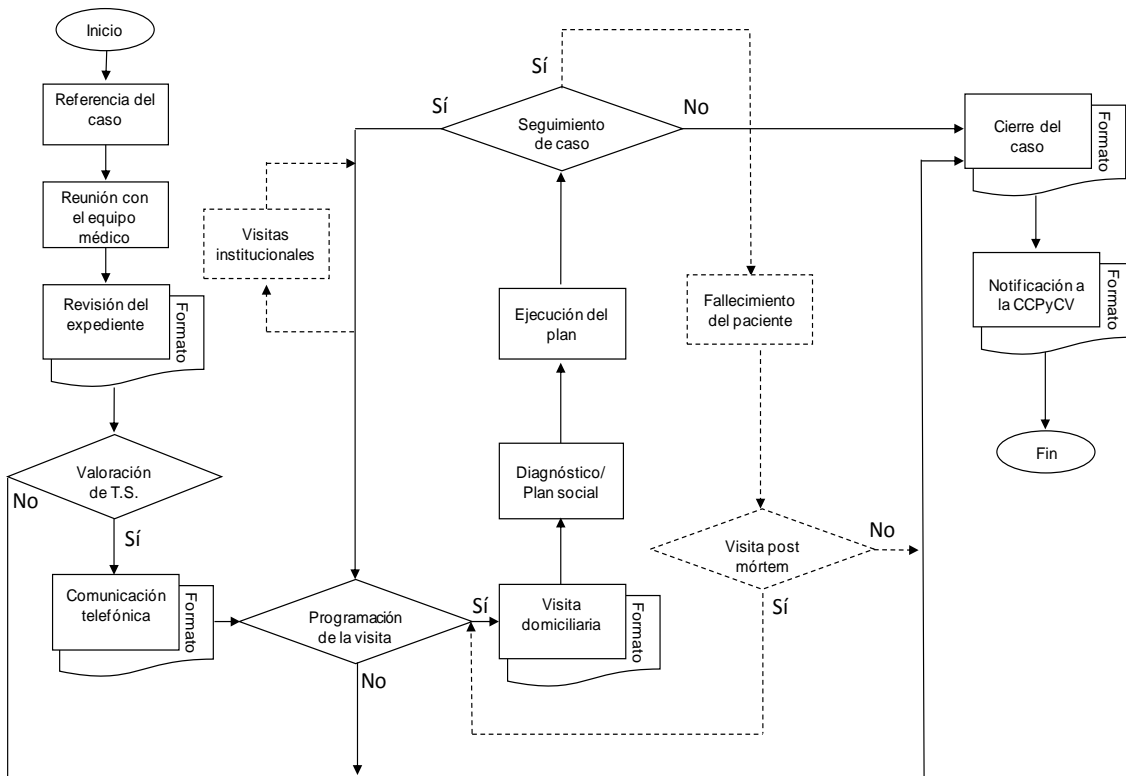 Inicio
Referencia del
caso
Reunión con
el equipo
médico
Revisión del
expediente
Formato
Valoración
de T.S.
No
Sí
Comunicación
telefónica
Formato
Programación
de la visita
Sí
No
Visitas
institucionales
Visita
domiciliaria
Formato
Diagnóstico/
Plan social
Ejecución del
plan
Seguimiento
de caso
Sí
Sí
No
Fallecimiento
del paciente
Visita post
mórtem
No
Sí
Cierre del
caso
Formato
Notificación a
la CCPyCV
Formato
Fin